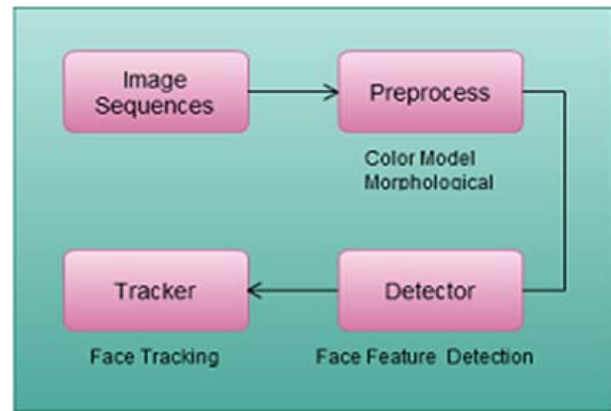 Image
Sequences
Preprocess
Color Model
Morphological
Tracker
Detector
Face Tracking
Face Feature Detection